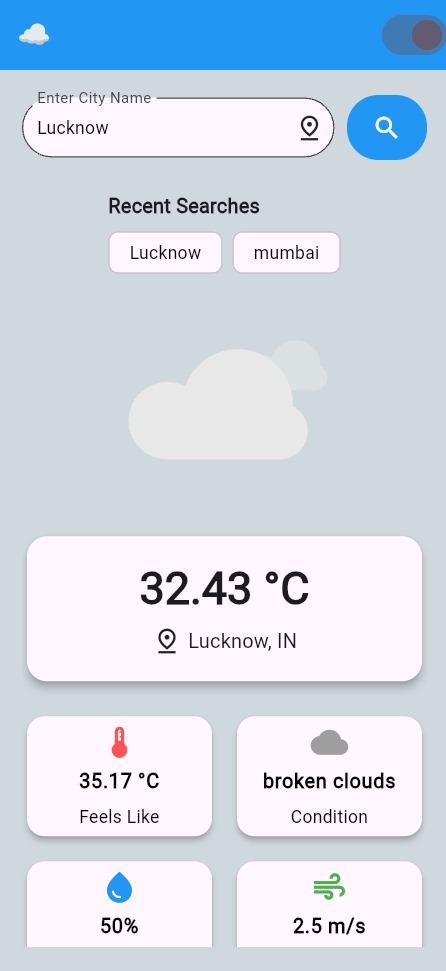 Enter City Name
Lucknow
Recent Searches
Lucknow mumbai
32.43 °C
Lucknow, IN
35.17 °C broken clouds
Feels Like Condition
50% 2.5 m/s